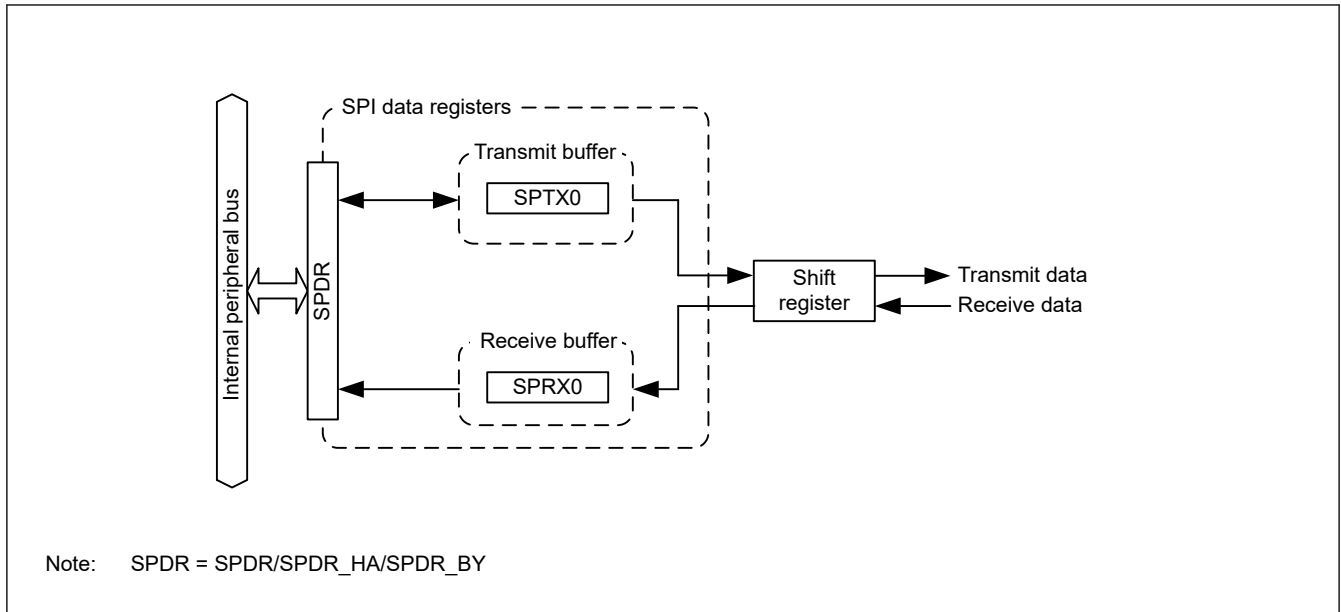 SPI data registers
Transmit buffer
SPTX0
Internal peripheral bus
SPDR
Shift
register
Transmit data
Receive data
Receive buffer
SPRX0
Note: SPDR = SPDR/SPDR_HA/SPDR_BY